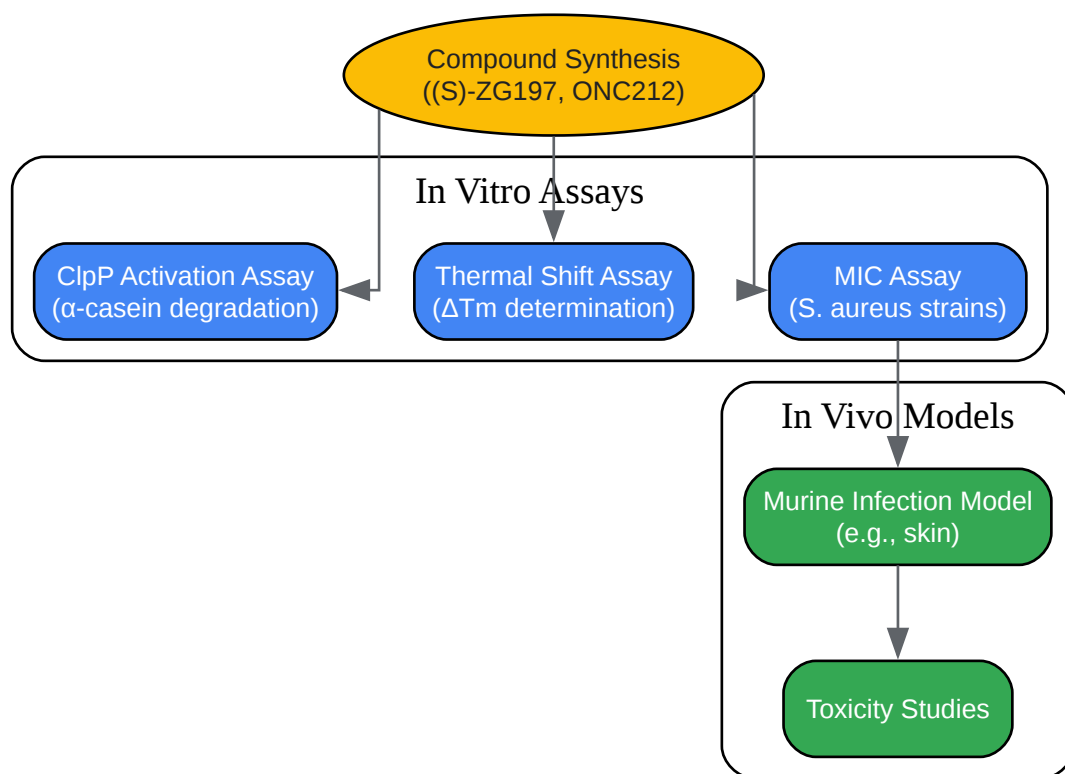 Compound Synthesis
((S)-ZG197, ONC212)
In Vitro Assays
ClpP Activation Assay
(α-casein degradation)
Thermal Shift Assay
(ΔTm determination)
MIC Assay
(S. aureus strains)
In Vivo Models
Murine Infection Model
(e.g., skin)
Toxicity Studies